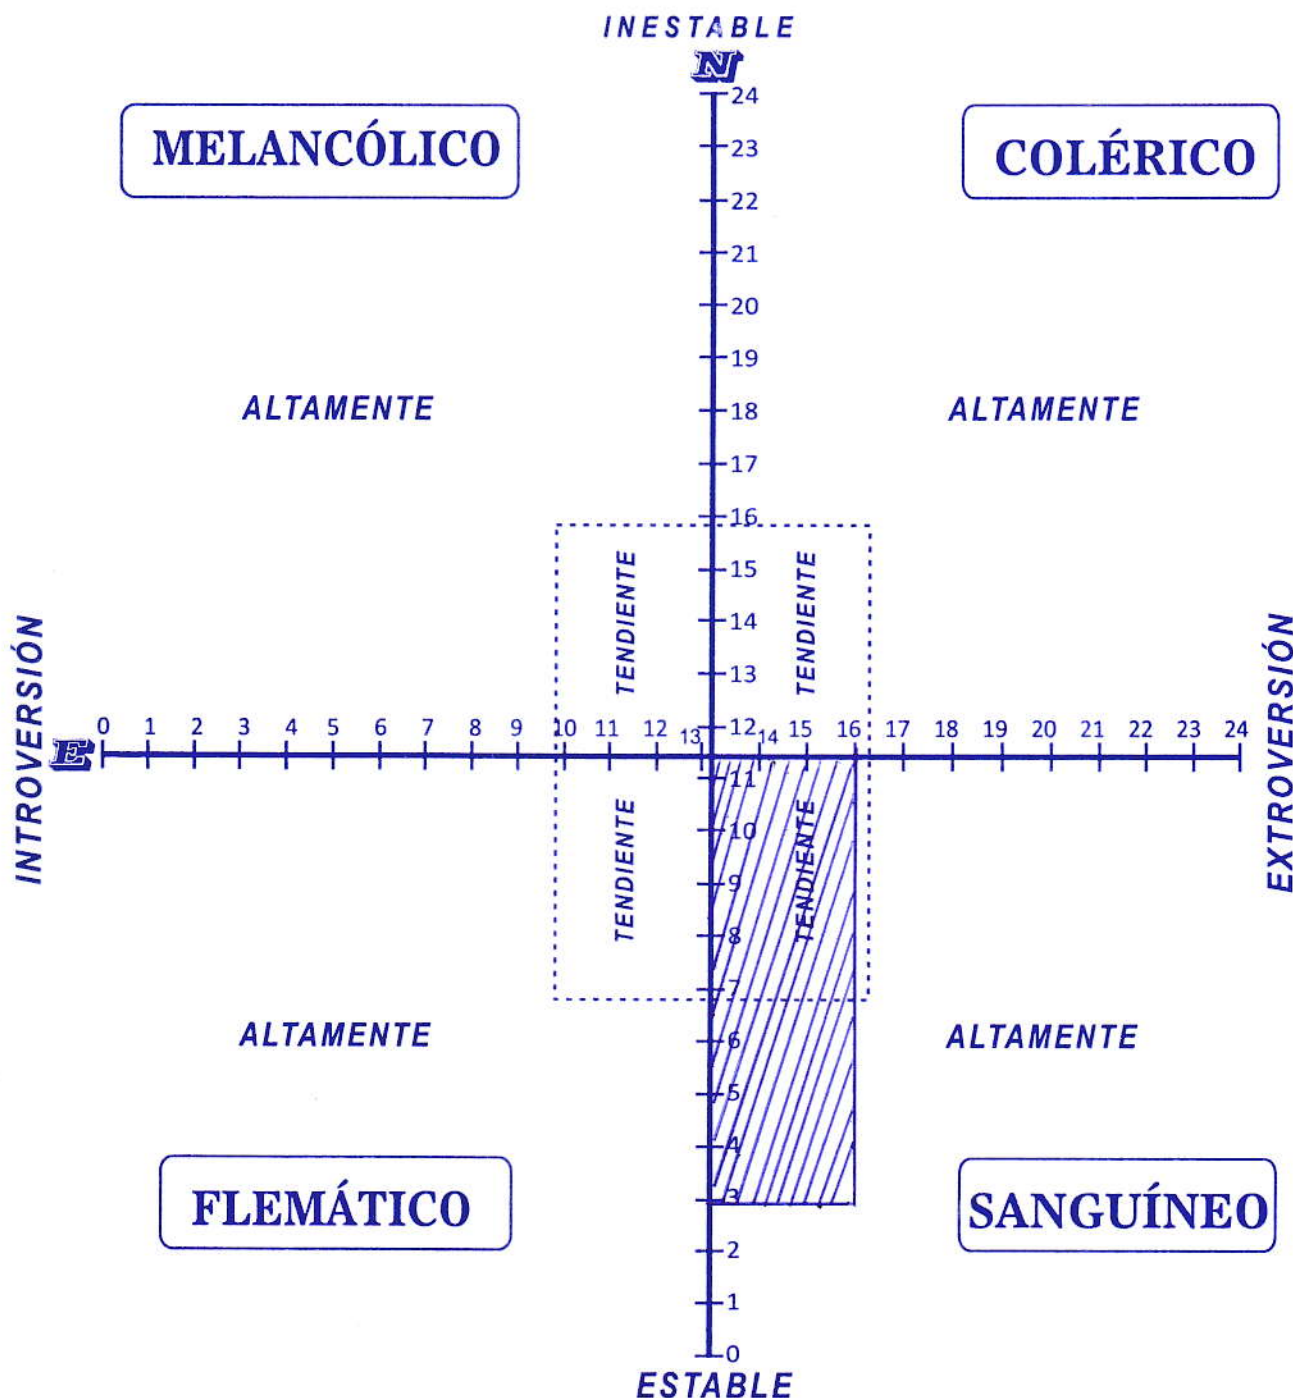 INESTABLE
N
24
MELANCÓLICO
COLÉRICO
23
22
21
20
19
ALTAMENTE
18
ALTAMENTE
17
16
TENDIENTE
15
TENDIENTE
14
13
INTROVERSIÓN
EXTROVERSIÓN
E
0 1 2 3 4 5 6 7 8 9 10 11 12 13 12 14 15 16 17 18 19 20 21 22 23 24
11
TENDIENTE
10
TENDIENTE
9
8
7
ALTAMENTE
6
ALTAMENTE
5
4
3
FLEMÁTICO
SANGUÍNEO
2
1
0
ESTABLE